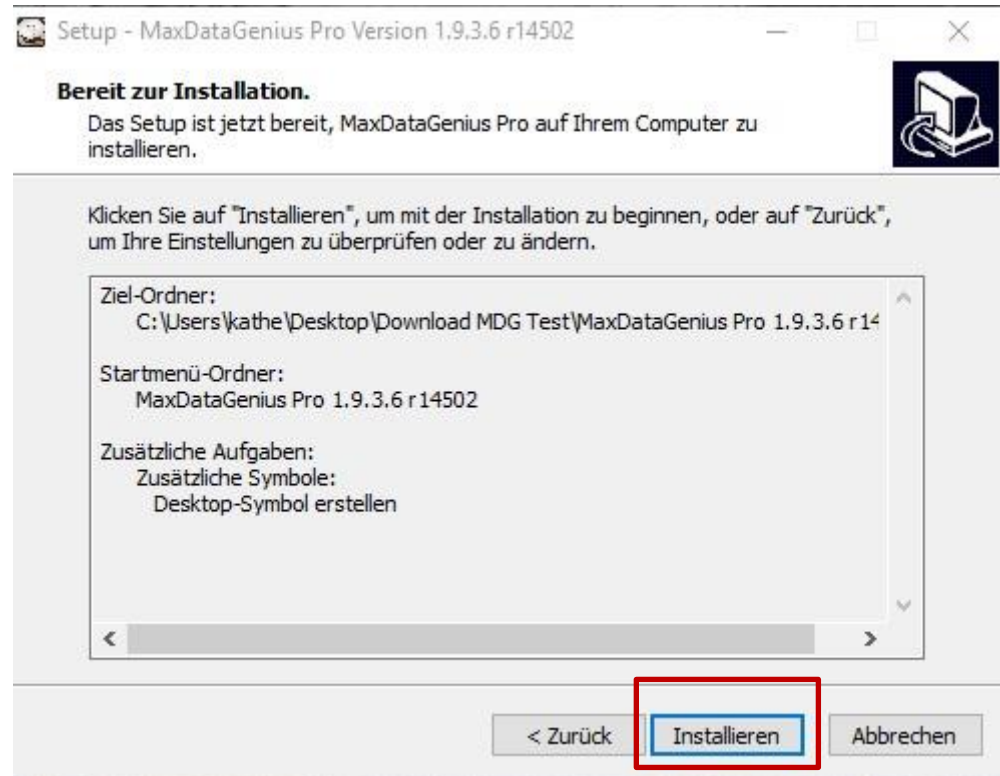 Setup - MaxDataGenius Pro Version 1.9.3.6 r14502
Bereit zur Installation.
Das Setup ist jetzt bereit, MaxDataGenius Pro auf Ihrem Computer zu
installieren.
Klicken Sie auf "Installieren", um mit der Installation zu beginnen, oder auf "Zurück",
um Ihre Einstellungen zu überprüfen oder zu ändern.
Ziel-Ordner:
C:\Users\kathe\Desktop\Download MDG Test\MaxDataGenius Pro 1.9.3.6 r14
Startmenü-Ordner:
MaxDataGenius Pro 1.9.3.6 r14502
Zusätzliche Aufgaben:
Zusätzliche Symbole:
Desktop-Symbol erstellen
< Zurück Installieren Abbrechen